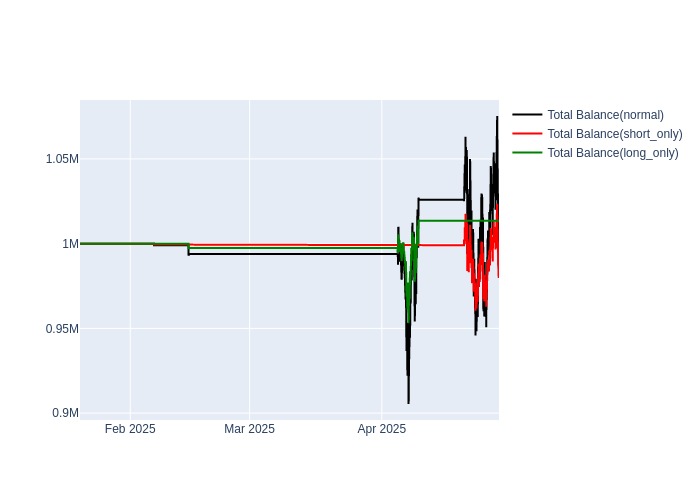 Total Balance(normal)
Total Balance(short_only)
Total Balance(long_only)
1.05M
1M
0.95M
0.9M
Feb 2025
Mar 2025
Apr 2025